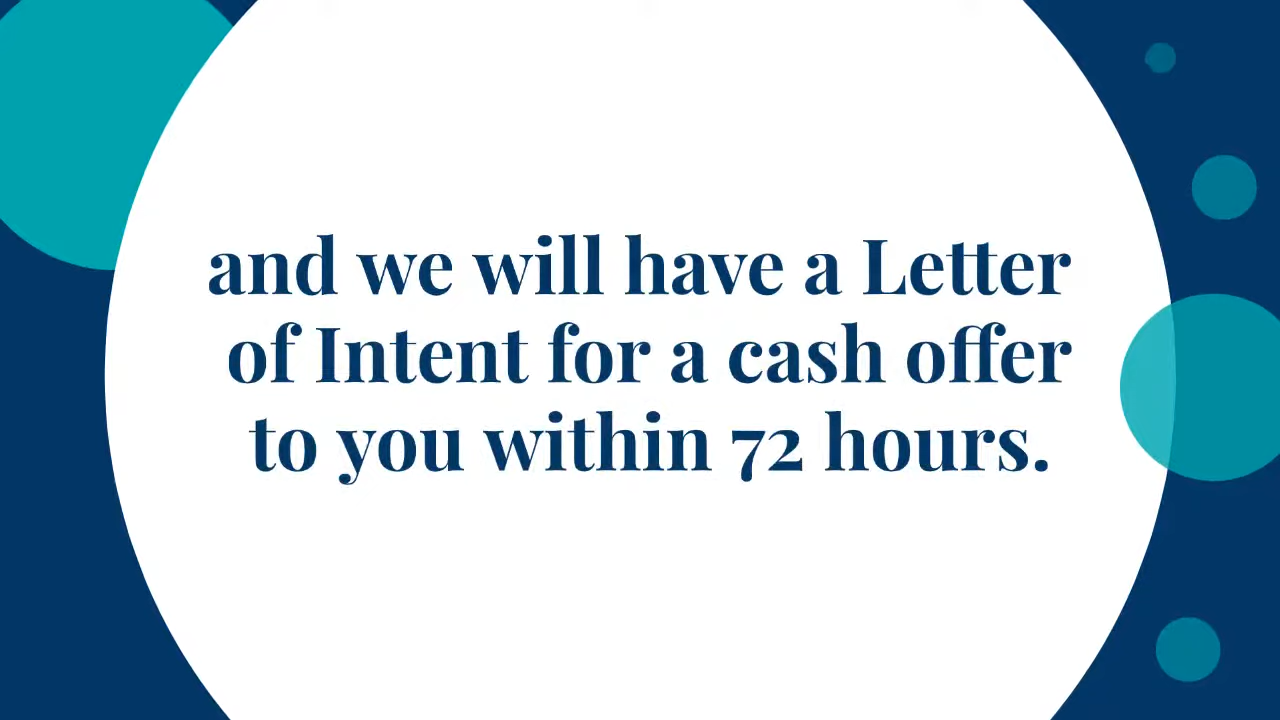 and we will have a Letter
of Intent for a cash offer
to you within 72 hours.